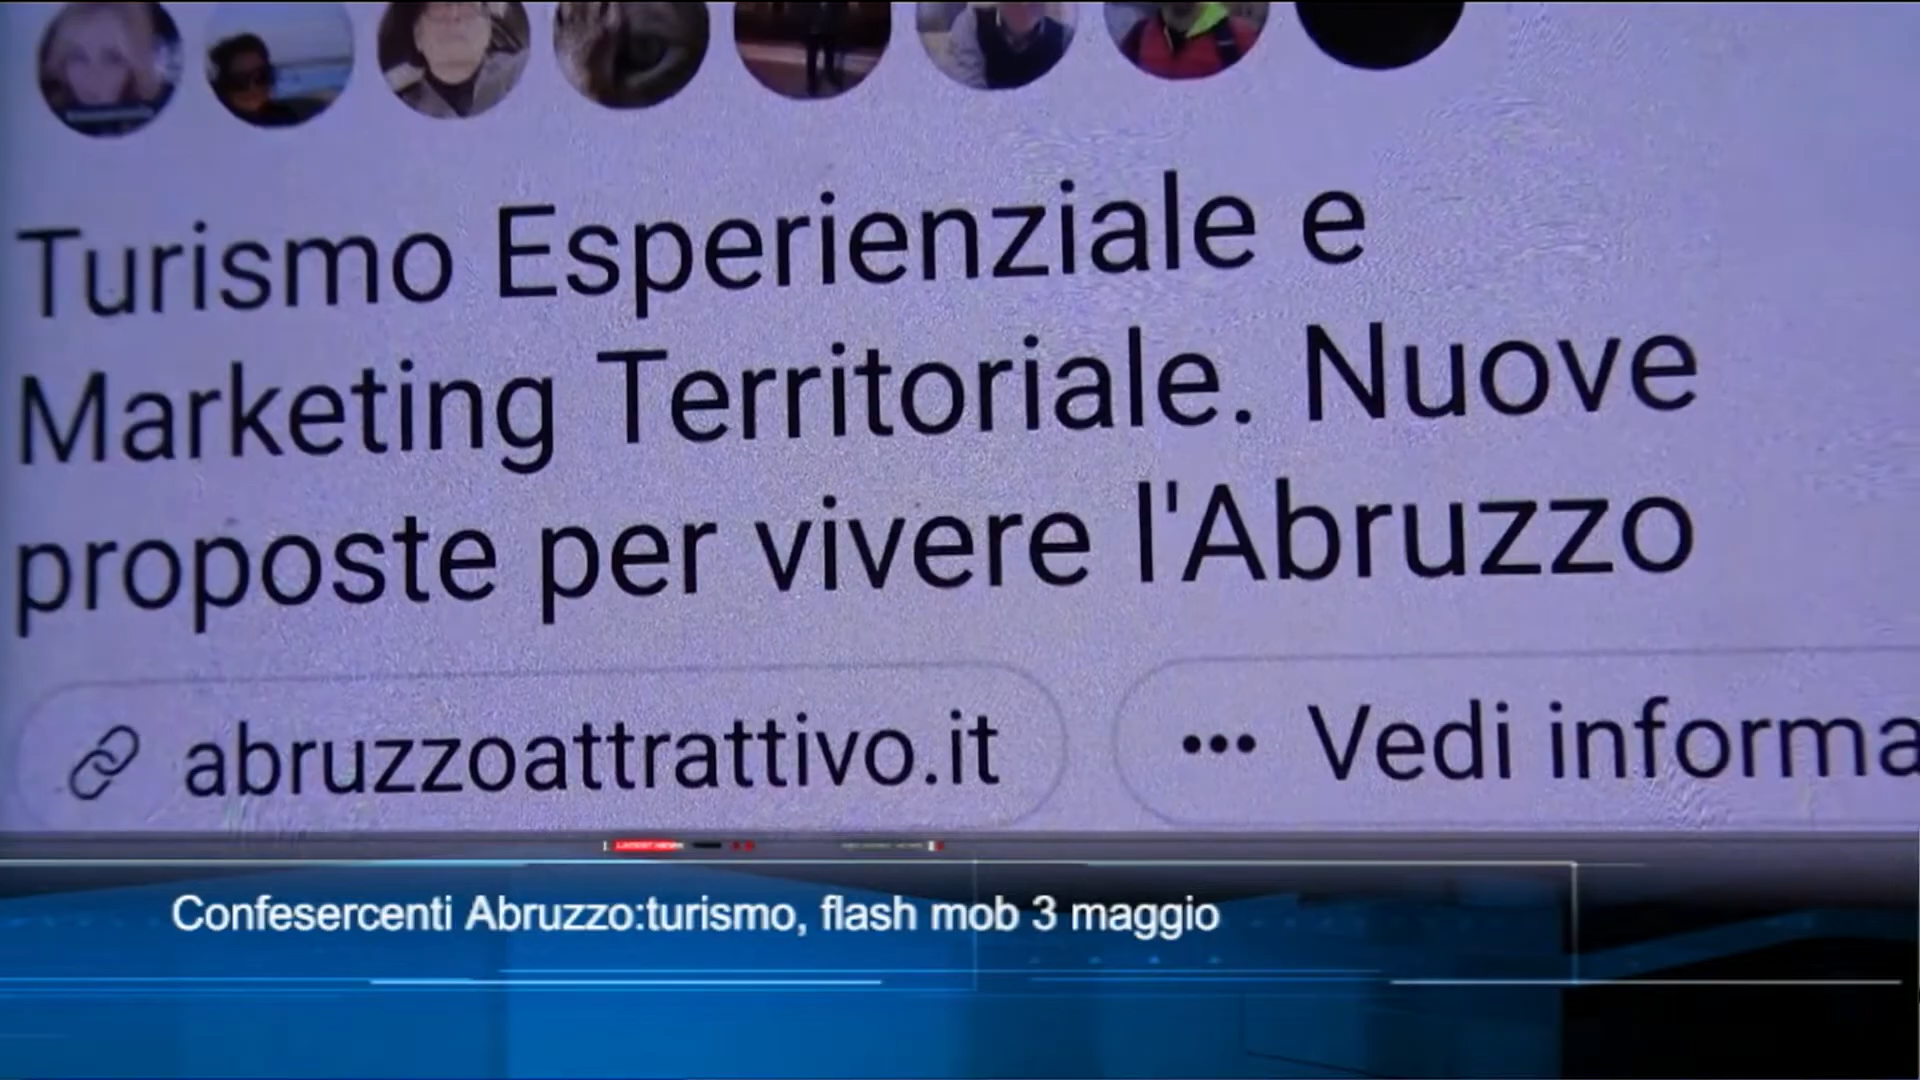 Turismo Esperienziale e
Marketing Territoriale. Nuove
proposte per vivere l'Abruzzo
abruzzoattrattivo.it
••• Vedi informa
Confesercenti Abruzzo:turismo, flash mob 3 maggio